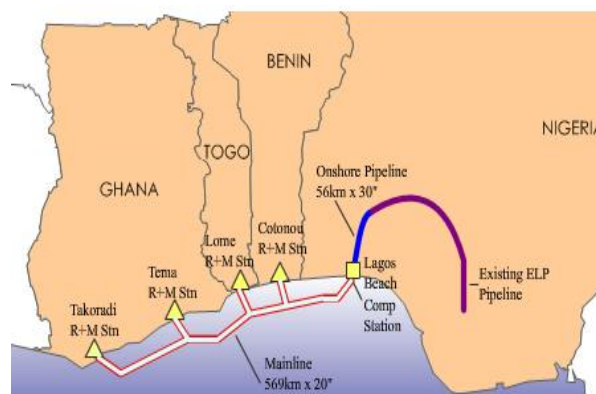 BENIN
NIGERIA
TOGO
GHANA
Onshore Pipeline
56km x 30"
Lome
R+M Stn
Cotonou
R+M Stn
Tema
R+M Stn
Takoradi
R+M Stn
Lagos
Beach
Comp
Station
Existing ELP
Pipeline
Mainline
569km x 20"